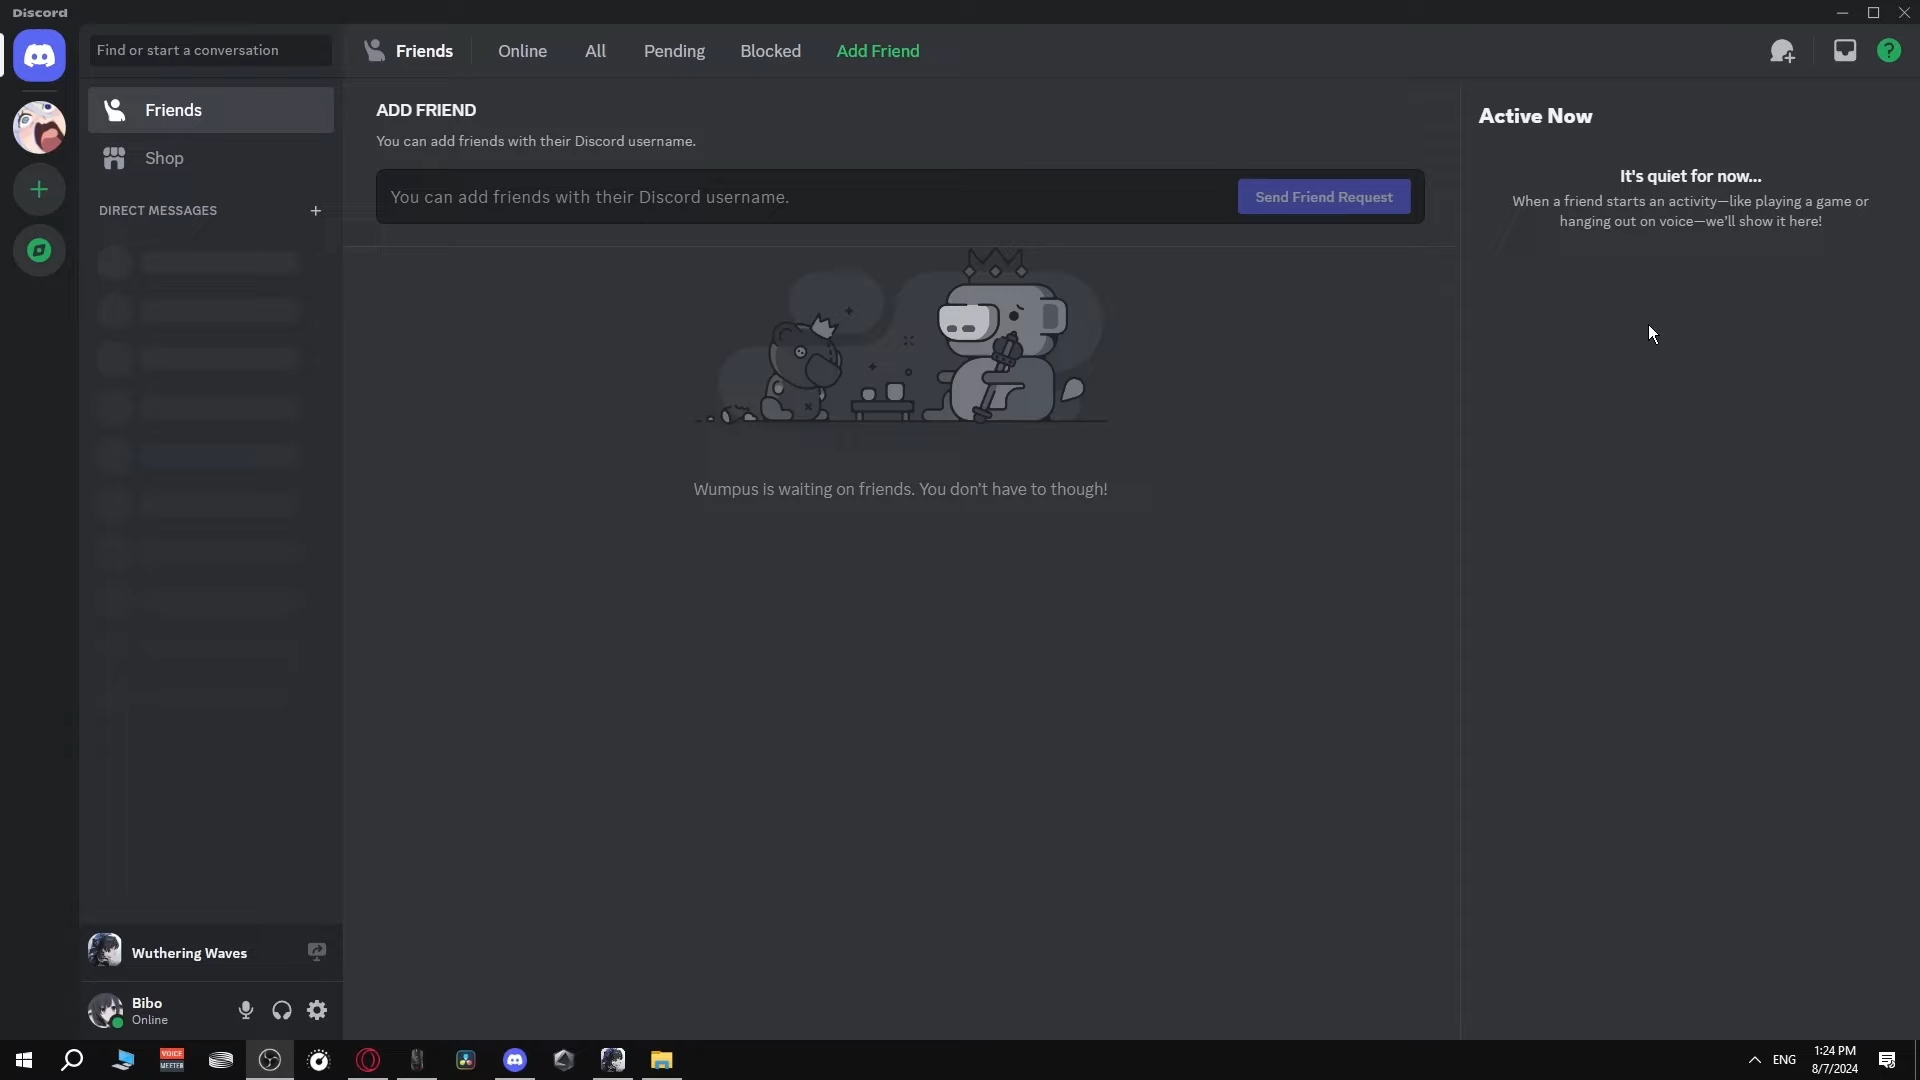 Discord
Find or start a conversation
Friends
Online
All
Pending
Blocked
Add Friend
?
Friends
Shop
DIRECT MESSAGES
ADD FRIEND
You can add friends with their Discord username.
You can add friends with their Discord username.
Send Friend Request
Wumpus is waiting on friends. You don't have to though!
Active Now
It's quiet for now...
When a friend starts an activity—like playing a game or
hanging out on voice—we'll show it here!
Wuthering Waves
Bibo
Online
VOICE
MEETER
ENG
1:24 PM
8/7/2024